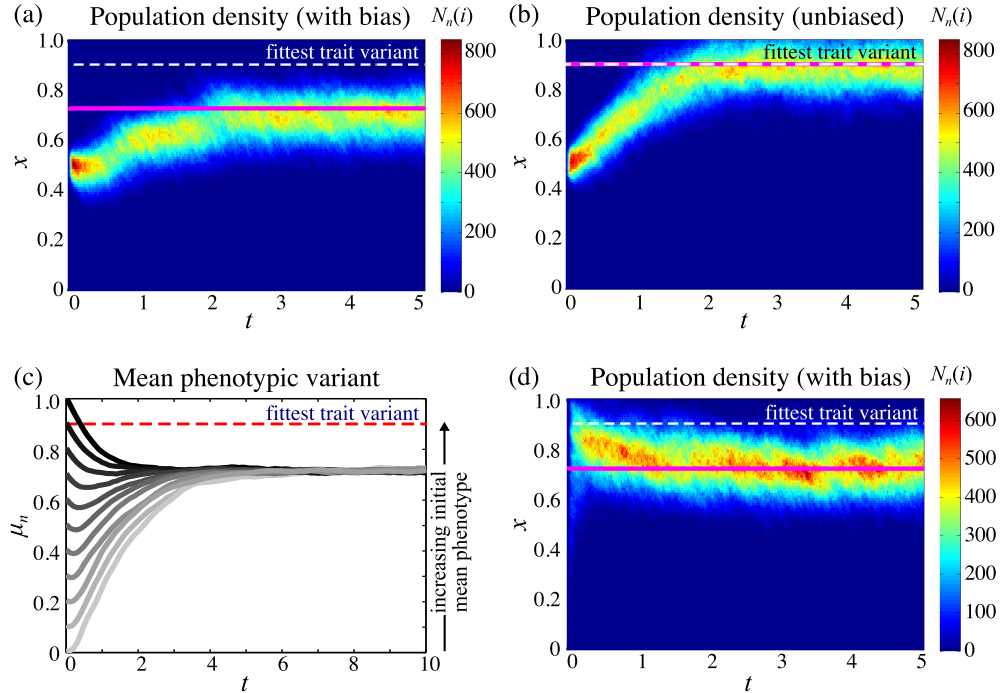 (a) Population density (with bias) Nₙ(i)
fittest trait variant
1.0
0.8
0.6
0.4
0.2
0
x
0 1 2 3 4 5
t
800
600
400
200
0
(b) Population density (unbiased) Nₙ(i)
fittest trait variant
1.0
0.8
0.6
0.4
0.2
0
x
0 1 2 3 4 5
t
800
600
400
200
0
(c) Mean phenotypic variant
fittest trait variant
1.0
0.8
0.6
0.4
0.2
0
μₙ
0 2 4 6 8 10
t
increasing initial
mean phenotype
(d) Population density (with bias) Nₙ(i)
fittest trait variant
1.0
0.8
0.6
0.4
0.2
0
x
0 1 2 3 4 5
t
600
500
400
300
200
100
0